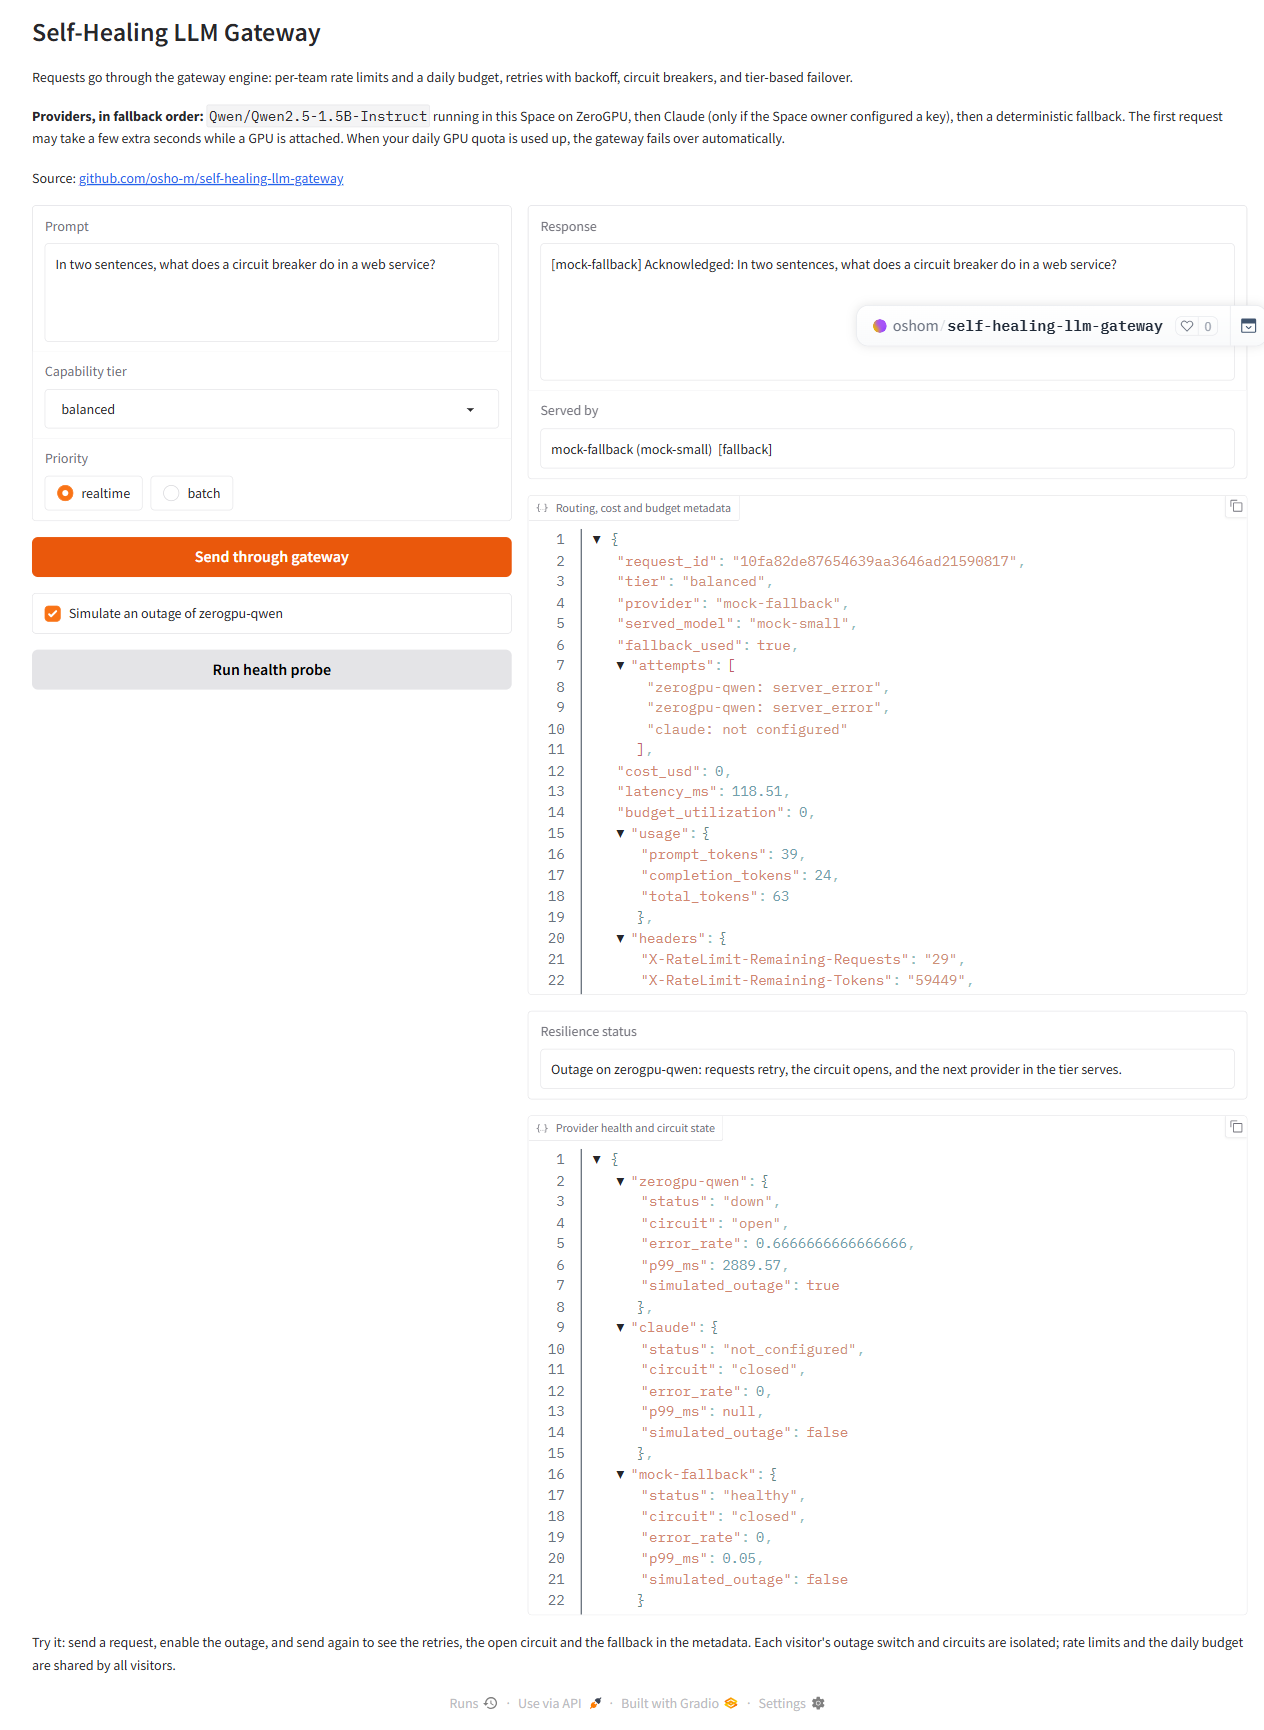 Self-Healing LLM Gateway
Requests go through the gateway engine: per-team rate limits and a daily budget, retries with backoff, circuit breakers, and tier-based failover.
Providers, in fallback order: Qwen/Qwen2.5-1.5B-Instruct running in this Space on ZeroGPU, then Claude (only if the Space owner configured a key), then a deterministic fallback. The first request
may take a few extra seconds while a GPU is attached. When your daily GPU quota is used up, the gateway fails over automatically.
Source: github.com/osho-m/self-healing-llm-gateway
Prompt
In two sentences, what does a circuit breaker do in a web service?
Capability tier
balanced
Priority
realtime
batch
Send through gateway
Simulate an outage of zerogpu-qwen
Run health probe
Response
[mock-fallback] Acknowledged: In two sentences, what does a circuit breaker do in a web service?
oshom/self-healing-llm-gateway 0
Served by
mock-fallback (mock-small) [fallback]
Routing, cost and budget metadata
1 {
2 "request_id": "10fa82de87654639aa3646ad21590817",
3 "tier": "balanced",
4 "provider": "mock-fallback",
5 "served_model": "mock-small",
6 "fallback_used": true,
7 "attempts": [
8 "zerogpu-qwen: server_error",
9 "zerogpu-qwen: server_error",
10 "claude: not configured"
11 ],
12 "cost_usd": 0,
13 "latency_ms": 118.51,
14 "budget_utilization": 0,
15 "usage": {
16 "prompt_tokens": 39,
17 "completion_tokens": 24,
18 "total_tokens": 63
19 },
20 "headers": {
21 "X-RateLimit-Remaining-Requests": "29",
22 "X-RateLimit-Remaining-Tokens": "59449",
Resilience status
Outage on zerogpu-qwen: requests retry, the circuit opens, and the next provider in the tier serves.
Provider health and circuit state
1 {
2 "zerogpu-qwen": {
3 "status": "down",
4 "circuit": "open",
5 "error_rate": 0.6666666666666666,
6 "p99_ms": 2889.57,
7 "simulated_outage": true
8 },
9 "claude": {
10 "status": "not_configured",
11 "circuit": "closed",
12 "error_rate": 0,
13 "p99_ms": null,
14 "simulated_outage": false
15 },
16 "mock-fallback": {
17 "status": "healthy",
18 "circuit": "closed",
19 "error_rate": 0,
20 "p99_ms": 0.05,
21 "simulated_outage": false
22 }
Try it: send a request, enable the outage, and send again to see the retries, the open circuit and the fallback in the metadata. Each visitor's outage switch and circuits are isolated; rate limits and the daily budget
are shared by all visitors.
Runs · Use via API · Built with Gradio · Settings